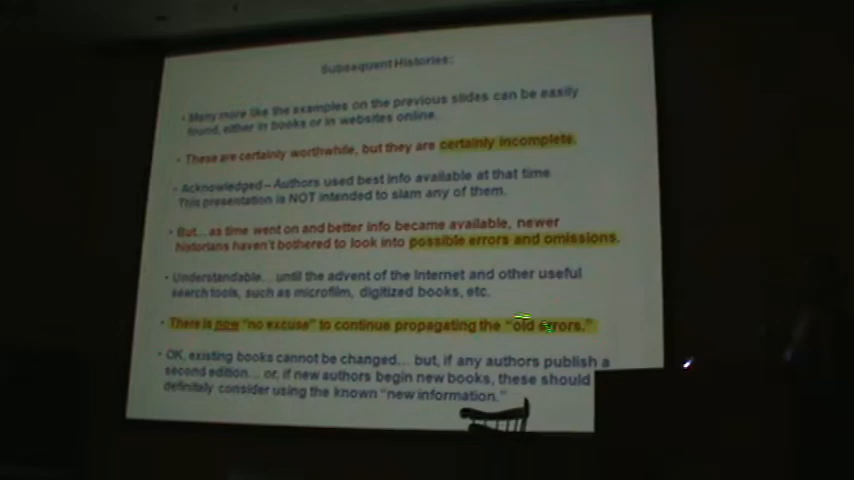 Subsequent Histories:
• Many more like the examples on the previous slides can be easily
found, either in books or in websites online.
• These are certainly worthwhile, but they are certainly incomplete.
• Acknowledged – Authors used best info available at that time
This presentation is NOT intended to slam any of them.
• But... as time went on and better info became available, newer
historians haven't bothered to look into possible errors and omissions.
• Understandable... until the advent of the Internet and other useful
search tools, such as microfilm, digitized books, etc.
• There is now "no excuse" to continue propagating the "old errors."
• OK, existing books cannot be changed... but, if any authors publish a
second edition... or, if new authors begin new books, these should
definitely consider using the known "new information."